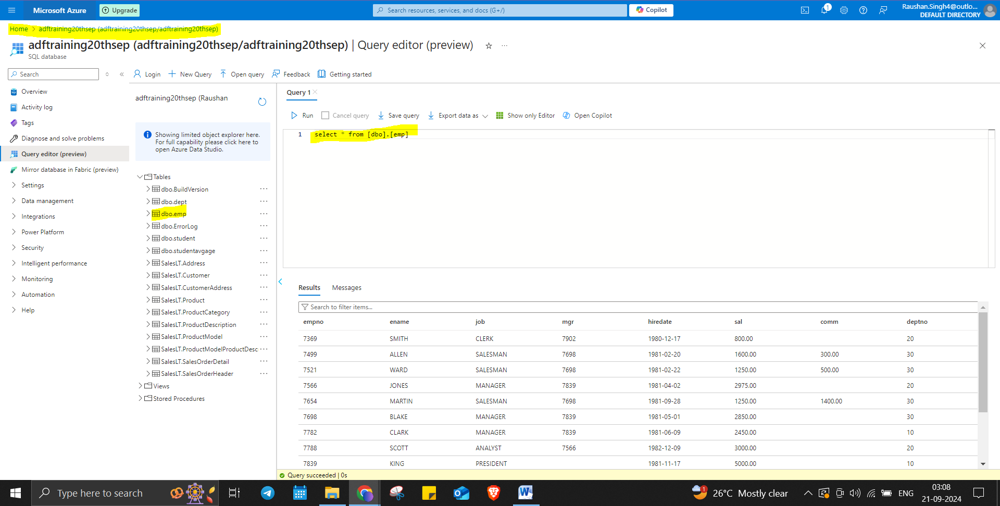 Microsoft Azure
Upgrade
Search resources, services, and docs (G+/)
Copilot
1
Raushan.Singh4@outlo...
DEFAULT DIRECTORY
Home > adftraining20thsep (adftraining20thsep/adftraining20thsep)
adftraining20thsep (adftraining20thsep/adftraining20thsep) | Query editor (preview)
SQL database
Search
Login
New Query
Open query
Feedback
Getting started
Overview
Activity log
Tags
Diagnose and solve problems
Query editor (preview)
Mirror database in Fabric (preview)
Settings
Data management
Integrations
Power Platform
Security
Intelligent performance
Monitoring
Automation
Help
adftraining20thsep (Raushan
Showing limited object explorer here.
For full capability please click here to
open Azure Data Studio.
Tables
dbo.BuildVersion
dbo.dept
dbo.emp
dbo.ErrorLog
dbo.student
dbo.studentavgage
SalesLT.Address
SalesLT.Customer
SalesLT.CustomerAddress
SalesLT.Product
SalesLT.ProductCategory
SalesLT.ProductDescription
SalesLT.ProductModel
SalesLT.ProductModelProductDesc
SalesLT.SalesOrderDetail
SalesLT.SalesOrderHeader
Views
Stored Procedures
Query 1
Run
Cancel query
Save query
Export data as
Show only Editor
Open Copilot
1 select * from [dbo].[emp]
Results Messages
Search to filter items...
empno ename job mgr hiredate sal comm deptno
7369 SMITH CLERK 7902 1980-12-17 800.00 20
7499 ALLEN SALESMAN 7698 1981-02-20 1600.00 300.00 30
7521 WARD SALESMAN 7698 1981-02-22 1250.00 500.00 30
7566 JONES MANAGER 7839 1981-04-02 2975.00 20
7654 MARTIN SALESMAN 7698 1981-09-28 1250.00 1400.00 30
7698 BLAKE MANAGER 7839 1981-05-01 2850.00 30
7782 CLARK MANAGER 7839 1981-06-09 2450.00 10
7788 SCOTT ANALYST 7566 1982-12-09 3000.00 20
7839 KING PRESIDENT 1981-11-17 5000.00 10
Query succeeded | 0s
Type here to search
1
26°C Mostly clear
ENG
03:08
21-09-2024